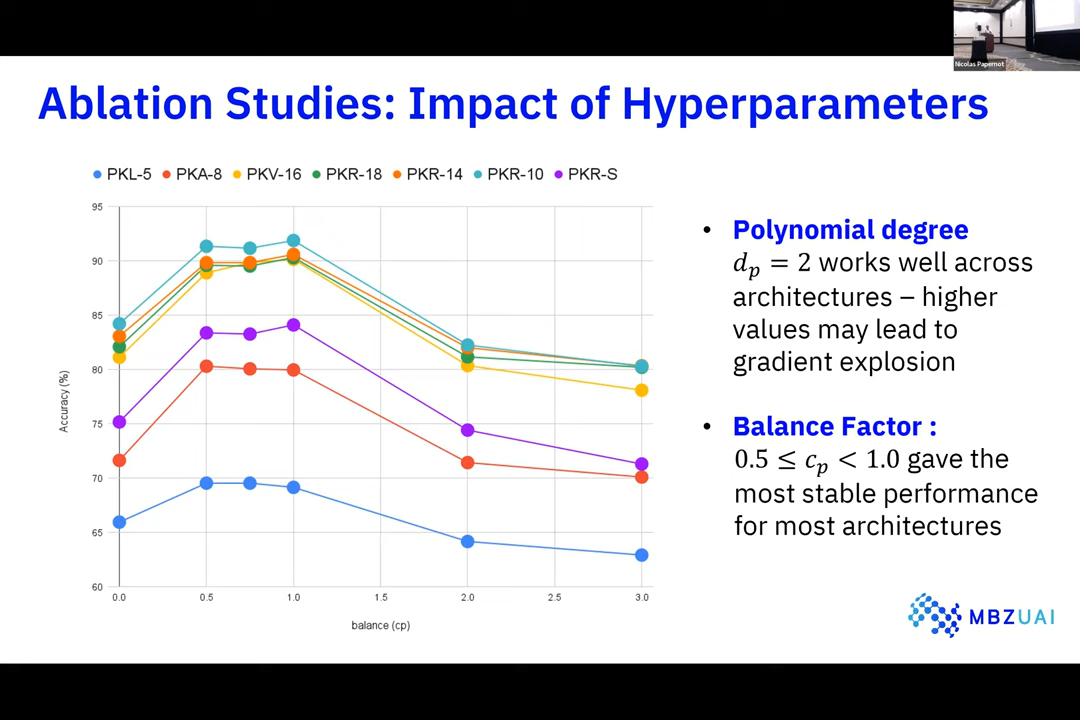 Nicolas Papernot
Ablation Studies: Impact of Hyperparameters
PKL-5 PKA-8 PKV-16 PKR-18 PKR-14 PKR-10 PKR-S
95
90
85
80
75
70
65
60
Accuracy (%)
0.0 0.5 1.0 1.5 2.0 2.5 3.0
balance (cp)
• Polynomial degree
dₚ = 2 works well across
architectures – higher
values may lead to
gradient explosion
• Balance Factor :
0.5 ≤ cₚ < 1.0 gave the
most stable performance
for most architectures
MBZUAI